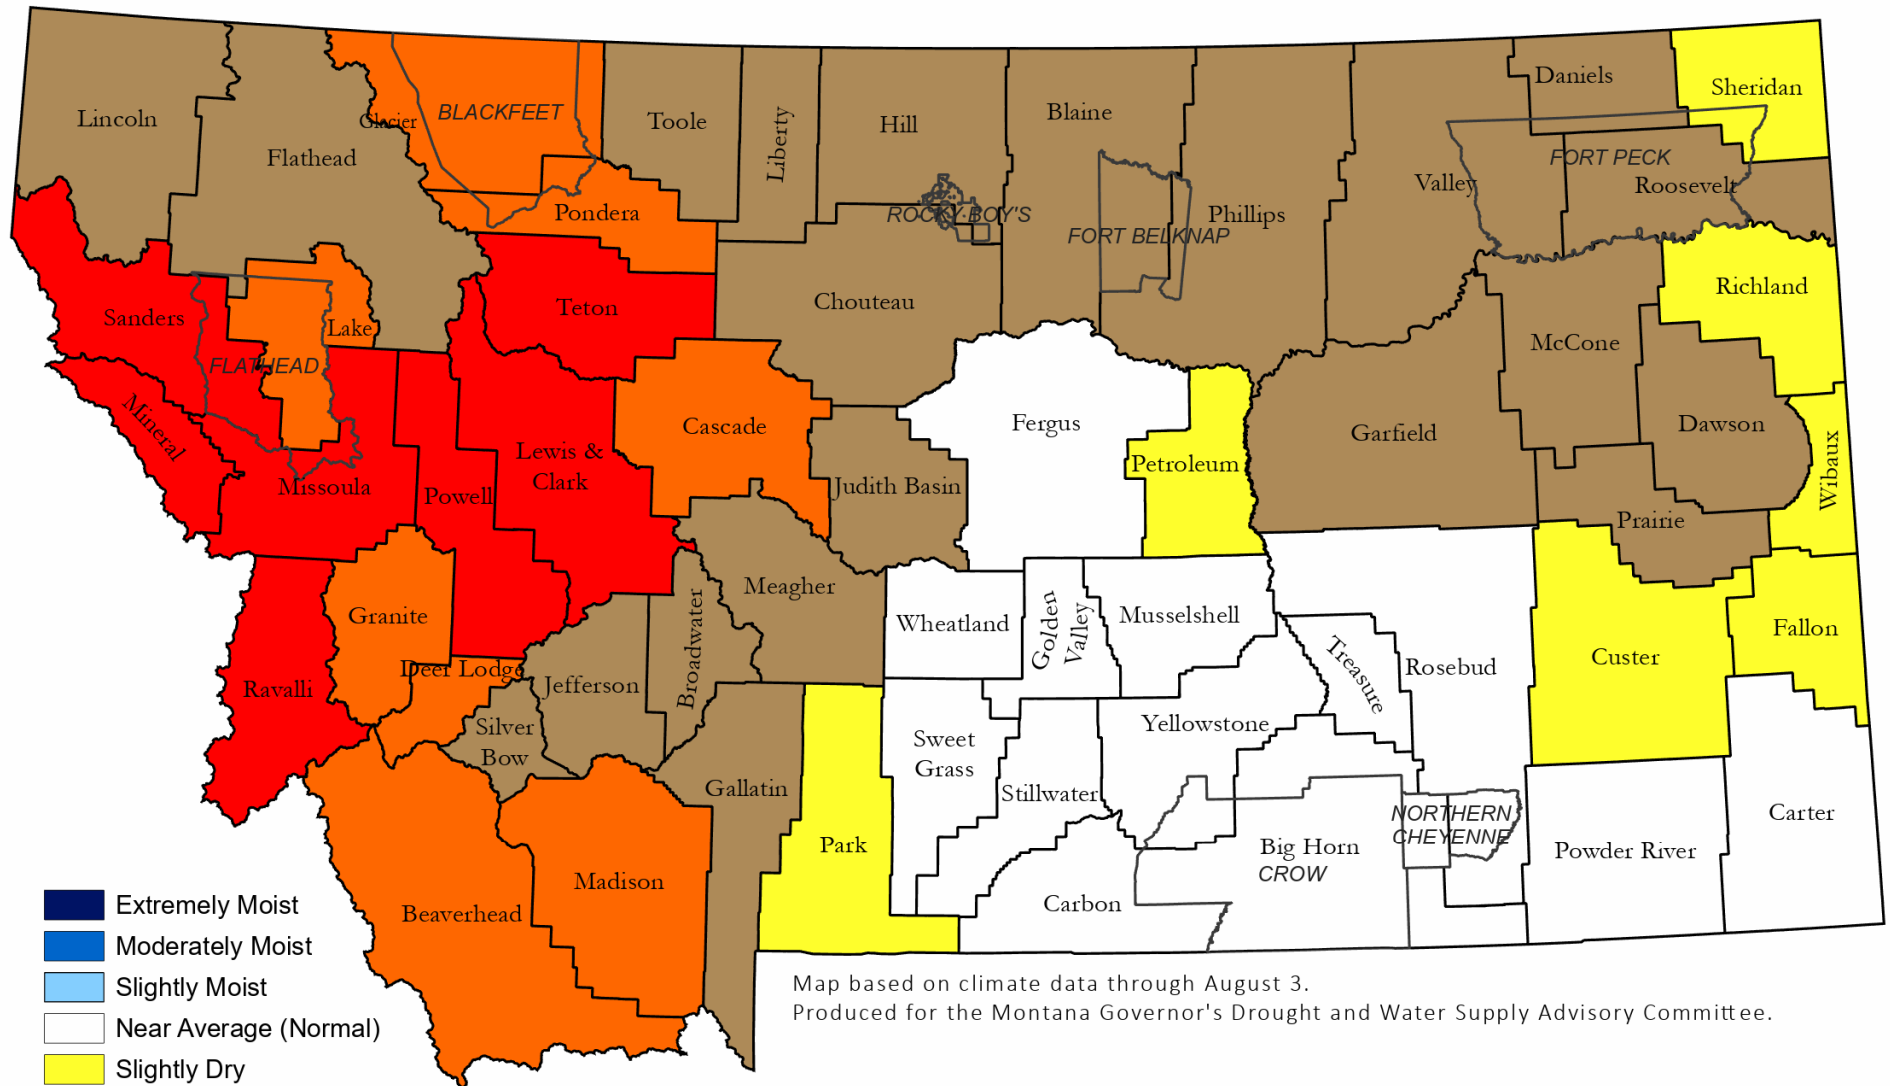 Lincoln
Flathead
Glacier
BLACKFEET
Toole
Liberty
Hill
Blaine
Daniels
Sheridan
FORT PECK
Roosevelt
Valley
Phillips
Pondera
ROCKY BOY'S
FORT BELKNAP
Sanders
Lake
Teton
Chouteau
Richland
McCone
FLATHEAD
Mineral
Missoula
Powell
Lewis &
Clark
Cascade
Judith Basin
Fergus
Petroleum
Garfield
Dawson
Wibaux
Prairie
Granite
Meagher
Broadwater
Wheatland
Golden
Valley
Musselshell
Treasure
Rosebud
Custer
Fallon
Ravalli
Deer Lodge
Jefferson
Silver
Bow
Gallatin
Sweet
Grass
Yellowstone
Stillwater
Park
Big Horn
CROW
NORTHERN
CHEYENNE
Powder River
Carter
Beaverhead
Madison
Carbon
Extremely Moist
Moderately Moist
Slightly Moist
Near Average (Normal)
Slightly Dry
Map based on climate data through August 3.
Produced for the Montana Governor's Drought and Water Supply Advisory Committee.